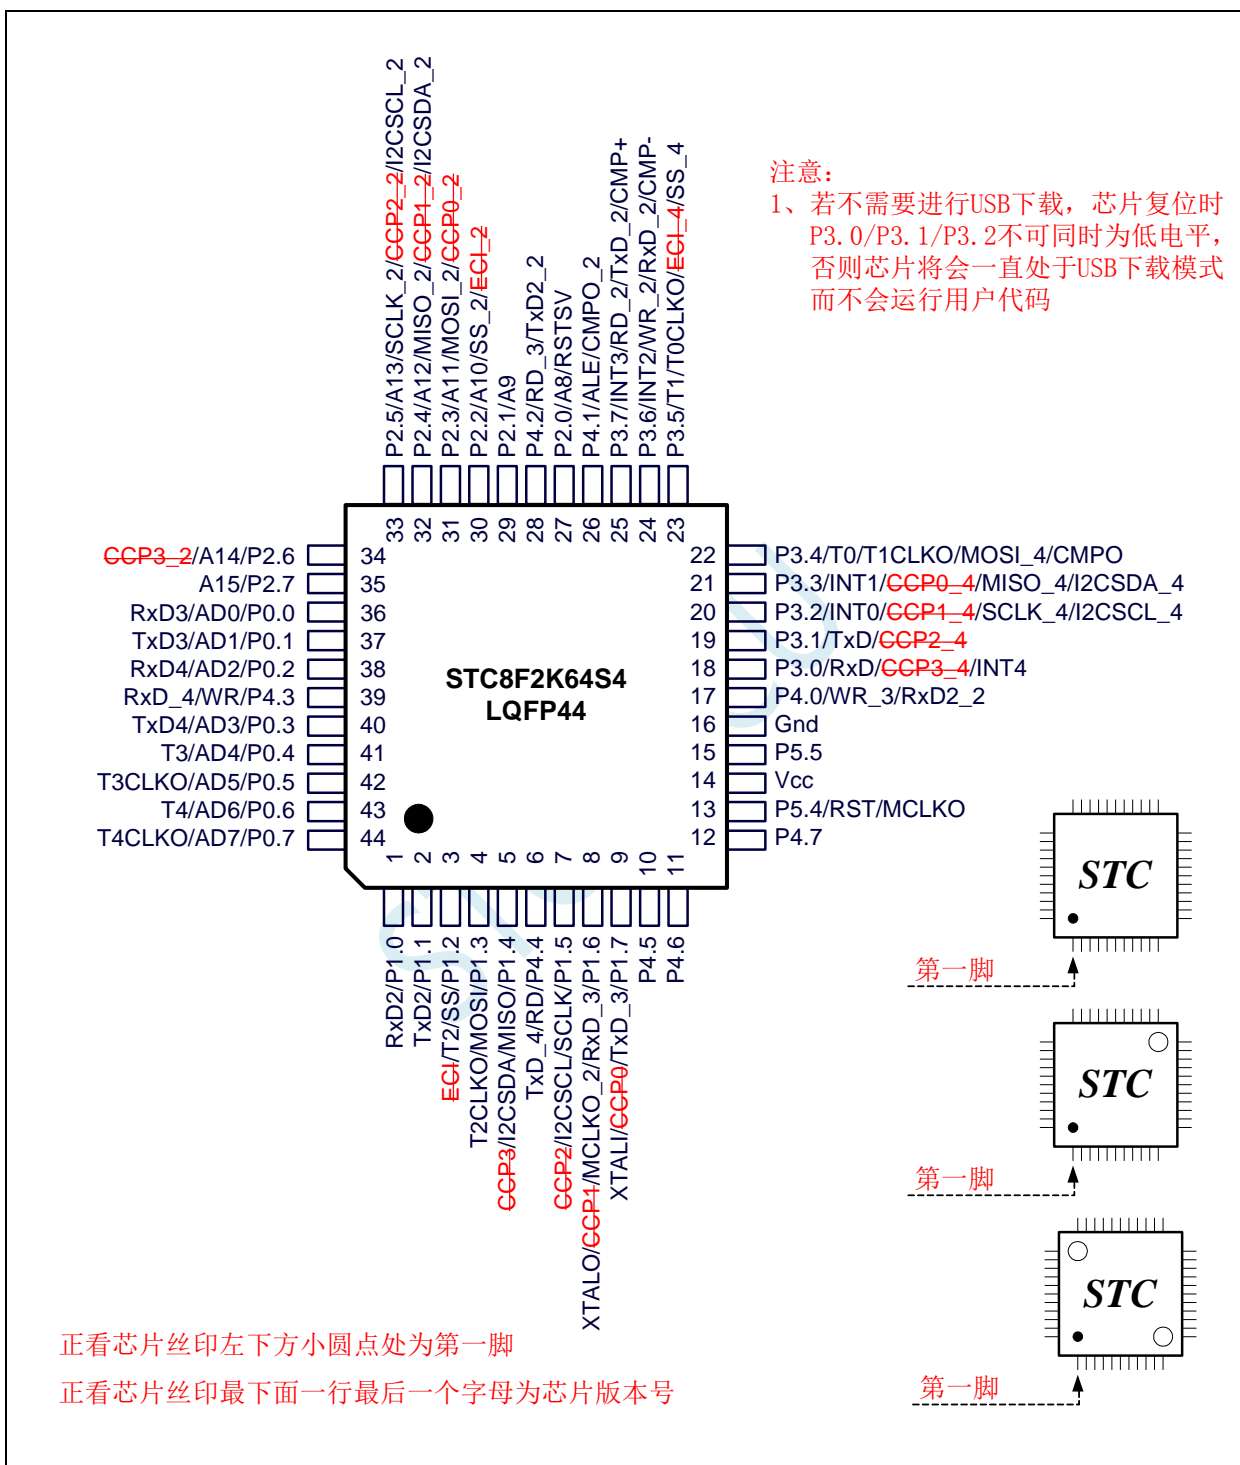 P2.5/A13/SCLK_2/CCP2_2/I2CSCL_2
P2.4/A12/MISO_2/CCP1_2/I2CSDA_2
P2.3/A11/MOSI_2/CCP0_2
P2.2/A10/SS_2/ECI_2
P2.1/A9
P4.2/RD_3/TxD2_2
P2.0/A8/RSTSV
P4.1/ALE/CMPO_2
P3.7/INT3/RD_2/TxD_2/CMP+
P3.6/INT2/WR_2/RxD_2/CMP-
P3.5/T1/T0CLKO/ECI_4/SS_4
注意:
1、若不需要进行USB下载，芯片复位时
P3.0/P3.1/P3.2不可同时为低电平，
否则芯片将会一直处于USB下载模式
而不会运行用户代码
33 32 31 30 29 28 27 26 25 24 23
CCP3_2/A14/P2.6 34
A15/P2.7 35
RxD3/AD0/P0.0 36
TxD3/AD1/P0.1 37
RxD4/AD2/P0.2 38
RxD_4/WR/P4.3 39
TxD4/AD3/P0.3 40
T3/AD4/P0.4 41
T3CLKO/AD5/P0.5 42
T4/AD6/P0.6 43
T4CLKO/AD7/P0.7 44
STC8F2K64S4
LQFP44
22 P3.4/T0/T1CLKO/MOSI_4/CMPO
21 P3.3/INT1/CCP0_4/MISO_4/I2CSDA_4
20 P3.2/INT0/CCP1_4/SCLK_4/I2CSCL_4
19 P3.1/TxD/CCP2_4
18 P3.0/RxD/CCP3_4/INT4
17 P4.0/WR_3/RxD2_2
16 Gnd
15 P5.5
14 Vcc
13 P5.4/RST/MCLKO
12 P4.7
1 2 3 4 5 6 7 8 9 10 11
RxD2/P1.0
TxD2/P1.1
ECI/T2/SS/P1.2
T2CLKO/MOSI/P1.3
CCP3/I2CSDA/MISO/P1.4
TxD_4/RD/P4.4
CCP2/I2CSCL/SCLK/P1.5
XTALO/CCP1/MCLKO_2/RxD_3/P1.6
XTALI/CCP0/TxD_3/P1.7
P4.5
P4.6
STC
第一脚
STC
第一脚
STC
第一脚
正看芯片丝印左下方小圆点处为第一脚
正看芯片丝印最下面一行最后一个字母为芯片版本号